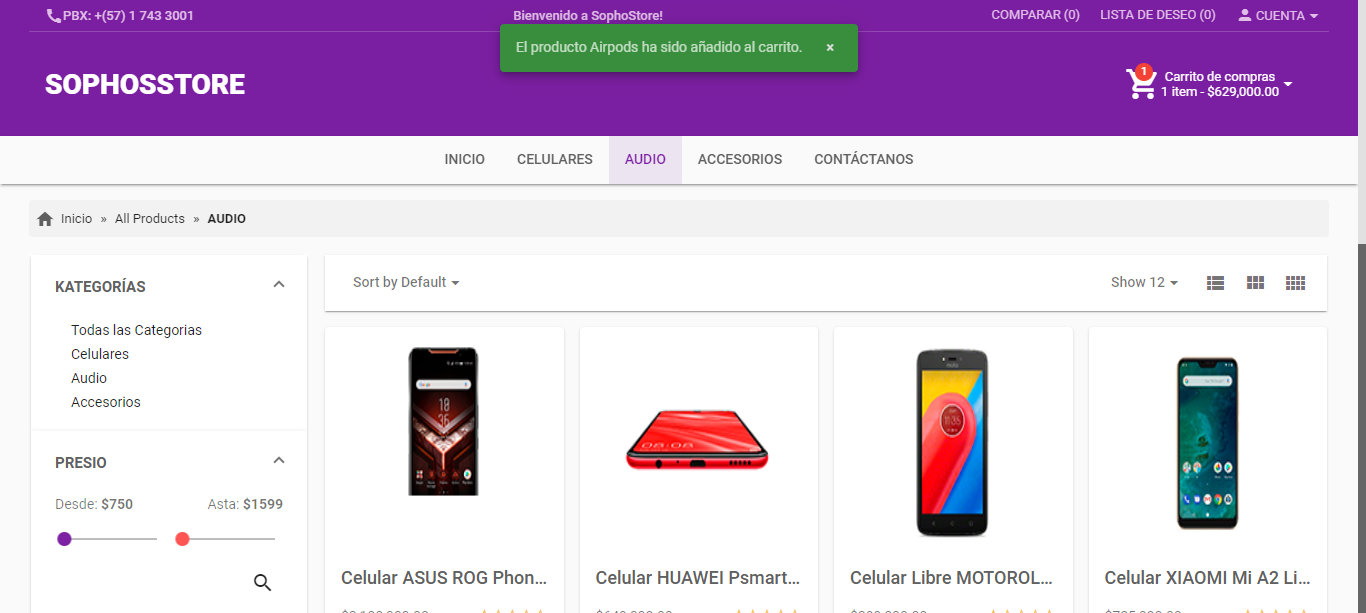 PBX: +(57) 1 743 3001
Bienvenido a SophoStore!
COMPARAR (0)
LISTA DE DESEO (0)
CUENTA
El producto Airpods ha sido añadido al carrito. ×
SOPHOSSTORE
1
Carrito de compras
1 item - $629,000.00
INICIO
CELULARES
AUDIO
ACCESORIOS
CONTÁCTANOS
Inicio » All Products » AUDIO
KATEGORÍAS
Todas las Categorias
Celulares
Audio
Accesorios
PRESIO
Desde: $750
Asta: $1599
Sort by Default
Show 12
Celular ASUS ROG Phon...
Celular HUAWEI Psmart...
Celular Libre MOTOROL...
Celular XIAOMI Mi A2 Li...